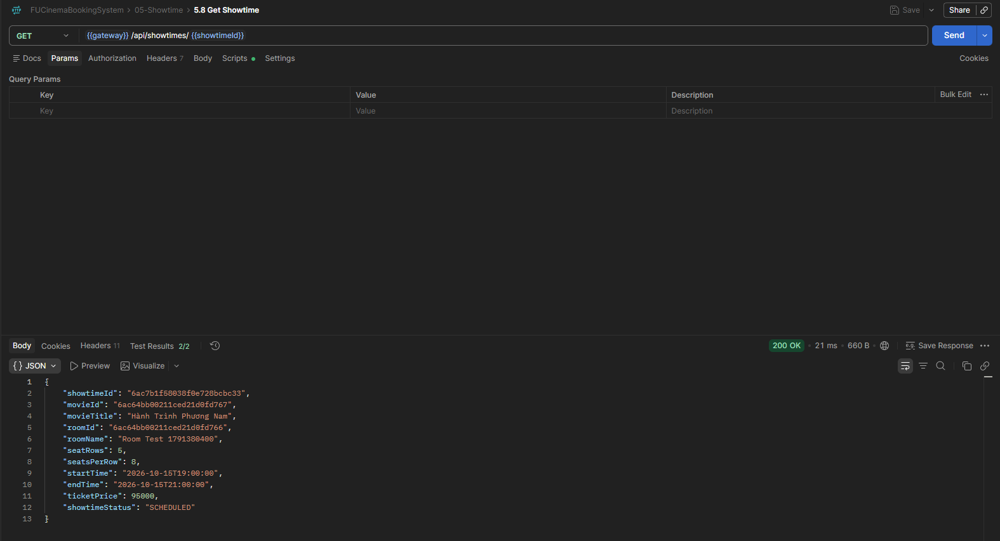 HTTP FUCinemaBookingSystem > 05-Showtime > 5.8 Get Showtime Save Share
GET {{gateway}} /api/showtimes/ {{showtimeId}} Send
Docs Params Authorization Headers 7 Body Scripts Settings Cookies
Query Params
Key Value Description Bulk Edit ...
Key Value Description
Body Cookies Headers 11 Test Results 2/2 200 OK • 21 ms • 660 B • e.g. Save Response ...
{} JSON Preview Visualize
1 {
2 "showtimeId": "6ac7b1f58038f0e728bcbc33",
3 "movieId": "6ac64bb00211ced21d0fd767",
4 "movieTitle": "Hành Trình Phương Nam",
5 "roomId": "6ac64bb00211ced21d0fd766",
6 "roomName": "Room Test 1791380400",
7 "seatRows": 5,
8 "seatsPerRow": 8,
9 "startTime": "2026-10-15T19:00:00",
10 "endTime": "2026-10-15T21:00:00",
11 "ticketPrice": 95000,
12 "showtimeStatus": "SCHEDULED"
13 }